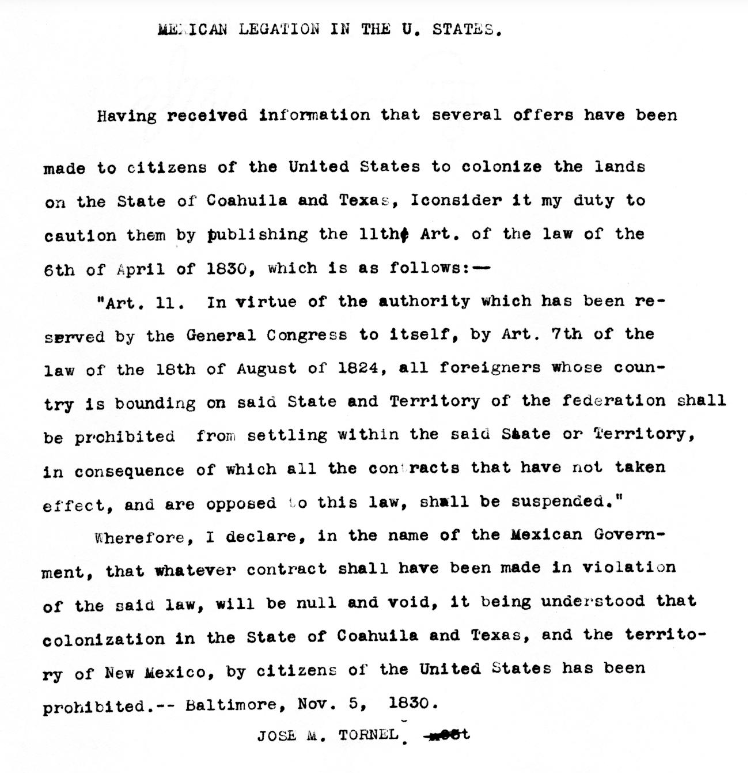 MEXICAN LEGATION IN THE U. STATES.
Having received information that several offers have been
made to citizens of the United States to colonize the lands
on the State of Coahuila and Texas, Iconsider it my duty to
caution them by publishing the 11th Art. of the law of the
6th of April of 1830, which is as follows:—
"Art. 11. In virtue of the authority which has been re-
served by the General Congress to itself, by Art. 7th of the
law of the 18th of August of 1824, all foreigners whose coun-
try is bounding on said State and Territory of the federation shall
be prohibited from settling within the said State or Territory,
in consequence of which all the contracts that have not taken
effect, and are opposed to this law, shall be suspended."
Wherefore, I declare, in the name of the Mexican Govern-
ment, that whatever contract shall have been made in violation
of the said law, will be null and void, it being understood that
colonization in the State of Coahuila and Texas, and the territo-
ry of New Mexico, by citizens of the United States has been
prohibited.-- Baltimore, Nov. 5, 1830.
JOSE M. TORNEL.